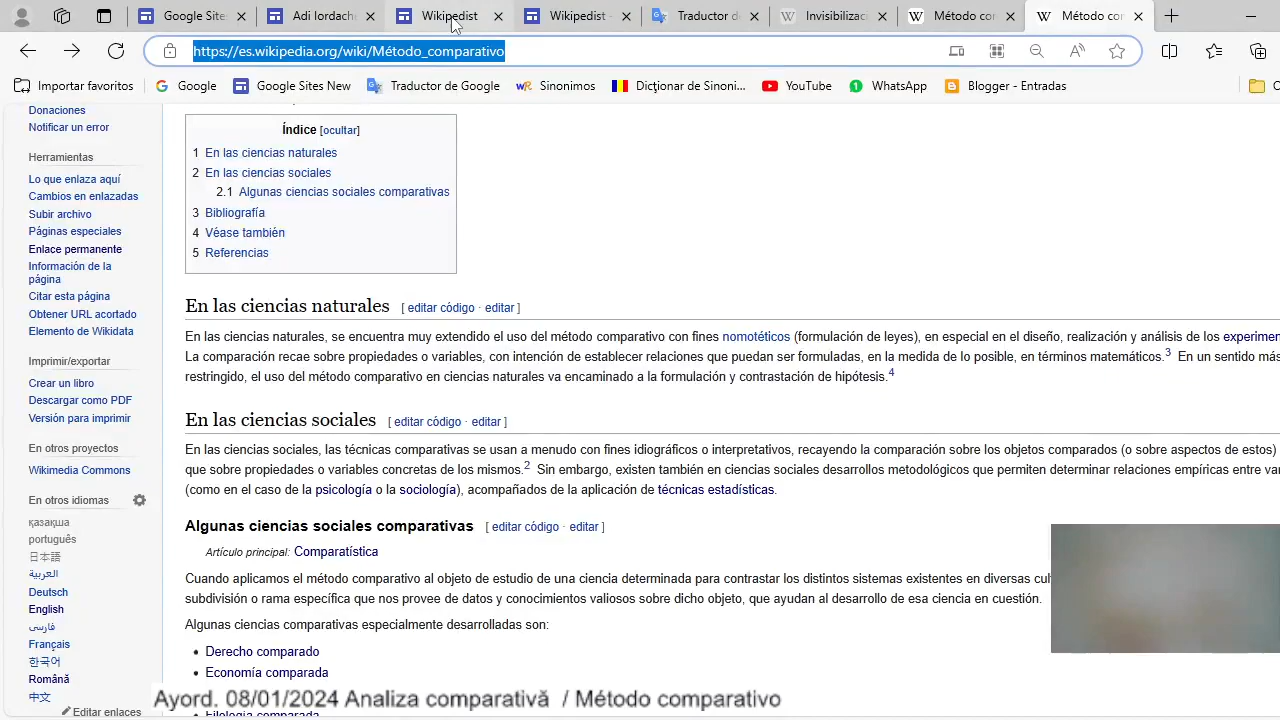 Google Site
Adi Iordach
Wikipedist
Wikipedist -
Traductor d
Invisibilizac
Método co
Método con
https://es.wikipedia.org/wiki/Método_comparativo
Importar favoritos
Google
Google Sites New
Traductor de Google
Sinonimos
Dicţionar de Sinoni...
YouTube
WhatsApp
Blogger - Entradas
Donaciones
Notificar un error
Herramientas
Lo que enlaza aquí
Cambios en enlazadas
Subir archivo
Páginas especiales
Enlace permanente
Información de la
página
Citar esta página
Obtener URL acortado
Elemento de Wikidata
Imprimir/exportar
Crear un libro
Descargar como PDF
Versión para imprimir
En otros proyectos
Wikimedia Commons
En otros idiomas
қазақша
português
日本語
العربية
Deutsch
English
فارسی
Français
한국어
Română
中文
Editar enlaces
Índice [ocultar]
1 En las ciencias naturales
2 En las ciencias sociales
2.1 Algunas ciencias sociales comparativas
3 Bibliografía
4 Véase también
5 Referencias
En las ciencias naturales [ editar código · editar ]
En las ciencias naturales, se encuentra muy extendido el uso del método comparativo con fines nomotéticos (formulación de leyes), en especial en el diseño, realización y análisis de los experimen
La comparación recae sobre propiedades o variables, con intención de establecer relaciones que puedan ser formuladas, en la medida de lo posible, en términos matemáticos.3 En un sentido más
restringido, el uso del método comparativo en ciencias naturales va encaminado a la formulación y contrastación de hipótesis.4
En las ciencias sociales [ editar código · editar ]
En las ciencias sociales, las técnicas comparativas se usan a menudo con fines idiográficos o interpretativos, recayendo la comparación sobre los objetos comparados (o sobre aspectos de estos)
que sobre propiedades o variables concretas de los mismos.2 Sin embargo, existen también en ciencias sociales desarrollos metodológicos que permiten determinar relaciones empíricas entre var
(como en el caso de la psicología o la sociología), acompañados de la aplicación de técnicas estadísticas.
Algunas ciencias sociales comparativas [ editar código · editar ]
Artículo principal: Comparatística
Cuando aplicamos el método comparativo al objeto de estudio de una ciencia determinada para contrastar los distintos sistemas existentes en diversas cul
subdivisión o rama específica que nos provee de datos y conocimientos valiosos sobre dicho objeto, que ayudan al desarrollo de esa ciencia en cuestión.
Algunas ciencias comparativas especialmente desarrolladas son:
• Derecho comparado
• Economía comparada
Ayord. 08/01/2024 Analiza comparativă / Método comparativo